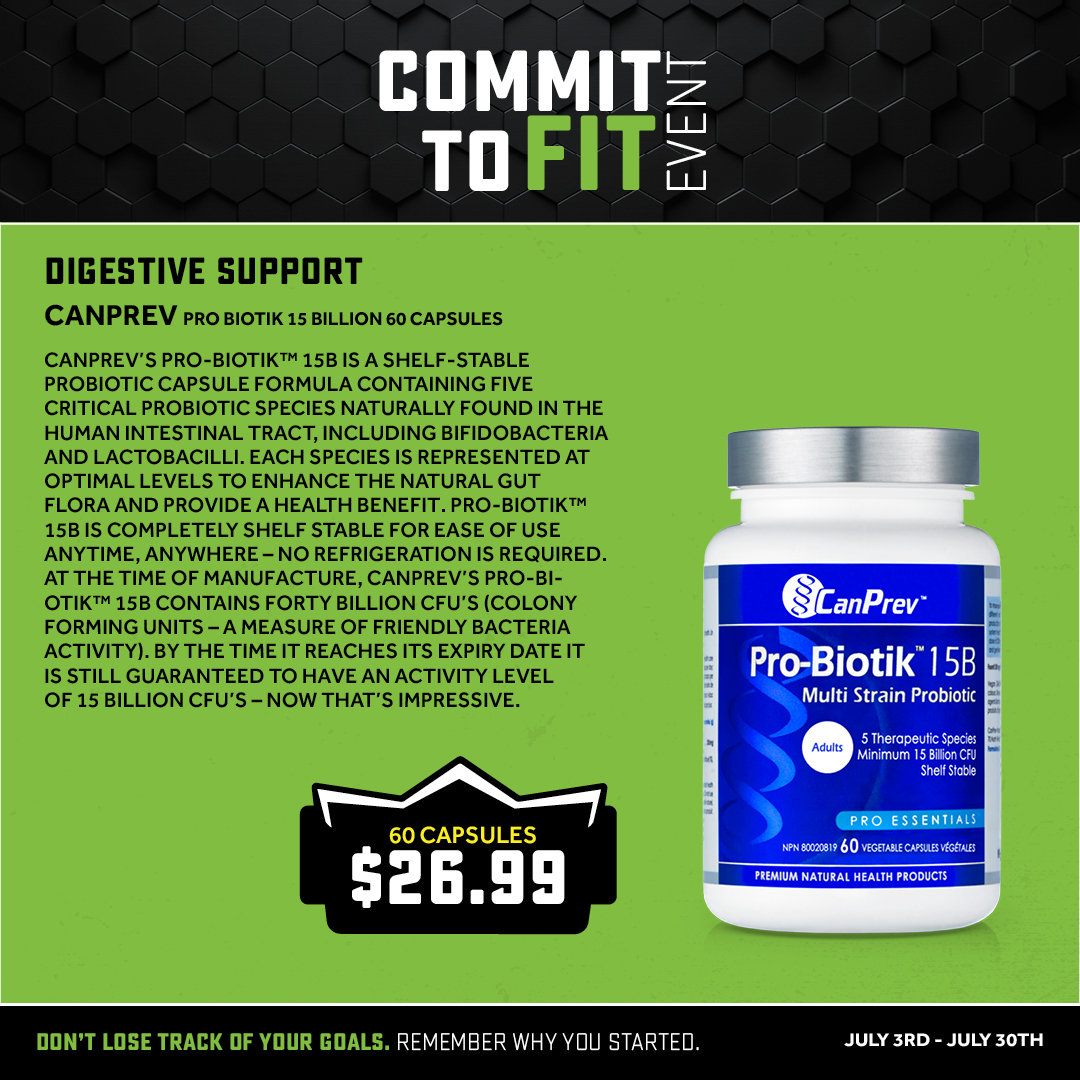 COMMIT
TO FIT
EVENT
DIGESTIVE SUPPORT
CANPREV PRO BIOTIK 15 BILLION 60 CAPSULES
CANPREV'S PRO-BIOTIK™ 15B IS A SHELF-STABLE
PROBIOTIC CAPSULE FORMULA CONTAINING FIVE
CRITICAL PROBIOTIC SPECIES NATURALLY FOUND IN THE
HUMAN INTESTINAL TRACT, INCLUDING BIFIDOBACTERIA
AND LACTOBACILLI. EACH SPECIES IS REPRESENTED AT
OPTIMAL LEVELS TO ENHANCE THE NATURAL GUT
FLORA AND PROVIDE A HEALTH BENEFIT. PRO-BIOTIK™
15B IS COMPLETELY SHELF STABLE FOR EASE OF USE
ANYTIME, ANYWHERE – NO REFRIGERATION IS REQUIRED.
AT THE TIME OF MANUFACTURE, CANPREV'S PRO-BI-
OTIK™ 15B CONTAINS FORTY BILLION CFU'S (COLONY
FORMING UNITS – A MEASURE OF FRIENDLY BACTERIA
ACTIVITY). BY THE TIME IT REACHES ITS EXPIRY DATE IT
IS STILL GUARANTEED TO HAVE AN ACTIVITY LEVEL
OF 15 BILLION CFU'S – NOW THAT'S IMPRESSIVE.
60 CAPSULES
$26.99
CanPrev™
Pro-Biotik™ 15B
Multi Strain Probiotic
Adults
5 Therapeutic Species
Minimum 15 Billion CFU
Shelf Stable
PRO ESSENTIALS
NPN 80020819 60 VEGETABLE CAPSULES VÉGÉTALES
PREMIUM NATURAL HEALTH PRODUCTS
DON'T LOSE TRACK OF YOUR GOALS. REMEMBER WHY YOU STARTED.
JULY 3RD - JULY 30TH